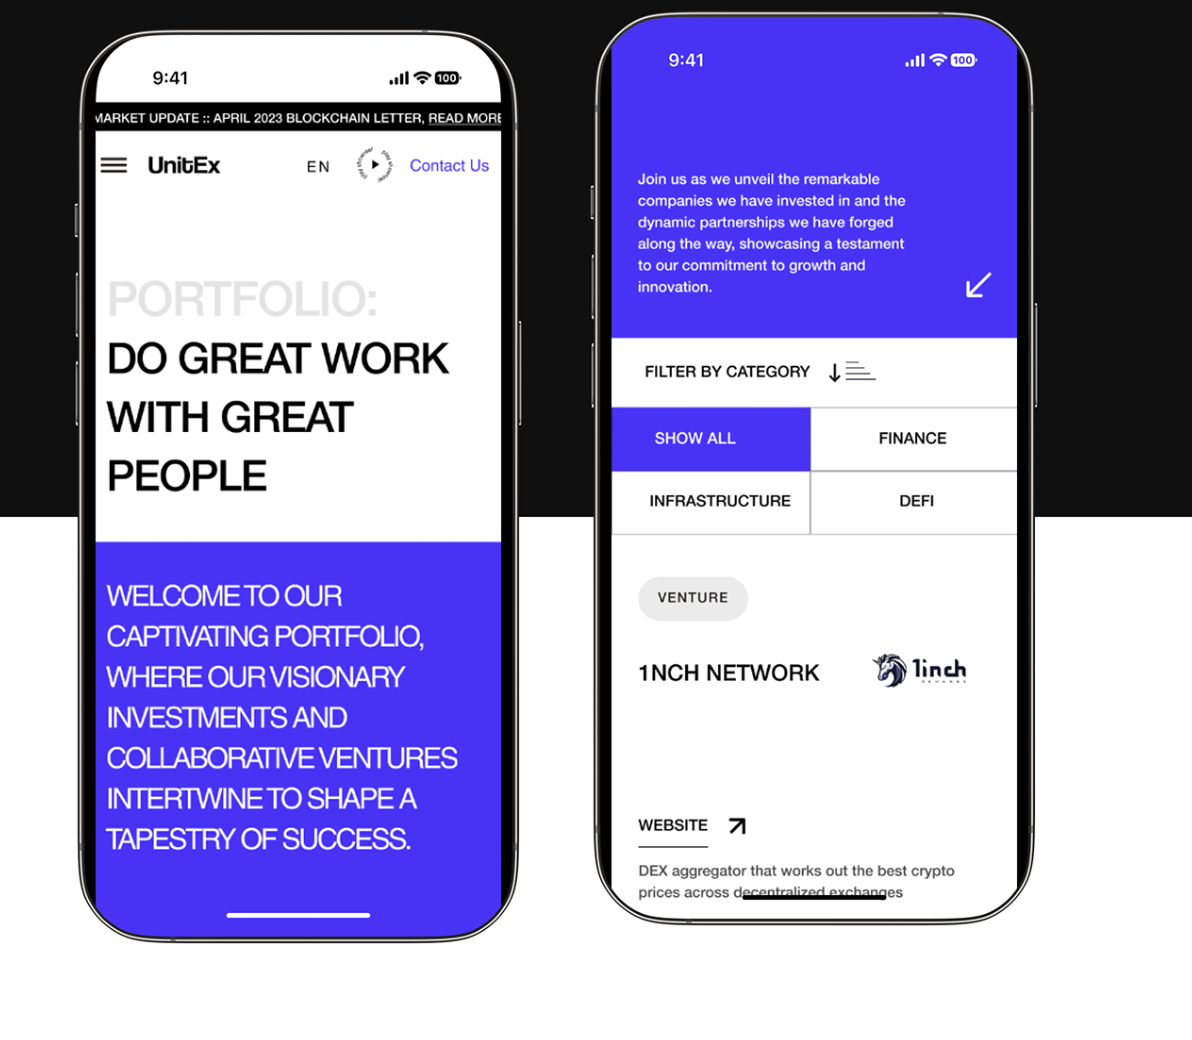 9:41
100
MARKET UPDATE :: APRIL 2023 BLOCKCHAIN LETTER, READ MORE
UnitEx
EN
Contact Us
PORTFOLIO:
DO GREAT WORK
WITH GREAT
PEOPLE
WELCOME TO OUR
CAPTIVATING PORTFOLIO,
WHERE OUR VISIONARY
INVESTMENTS AND
COLLABORATIVE VENTURES
INTERTWINE TO SHAPE A
TAPESTRY OF SUCCESS.
9:41
100
Join us as we unveil the remarkable
companies we have invested in and the
dynamic partnerships we have forged
along the way, showcasing a testament
to our commitment to growth and
innovation.
FILTER BY CATEGORY
SHOW ALL
FINANCE
INFRASTRUCTURE
DEFI
VENTURE
1NCH NETWORK
1inch
WEBSITE
DEX aggregator that works out the best crypto
prices across decentralized exchanges